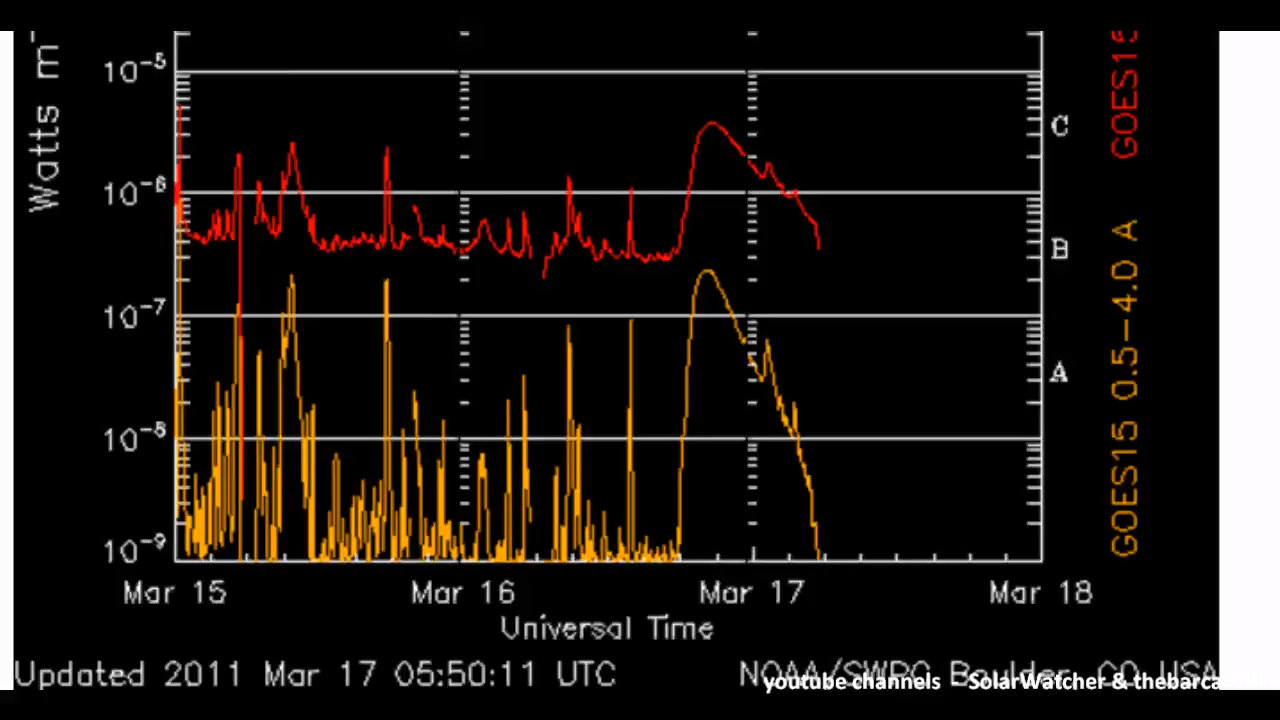 Watts m-
10-5
10-6
10-7
10-8
10-9
C
B
A
GOES15
GOES15 0.5-4.0 A
Mar 15 Mar 16 Mar 17 Mar 18
Universal Time
Updated 2011 Mar 17 05:50:11 UTC NOAA/SWPC Boulder, CO USA
youtube channels - SolarWatcher &